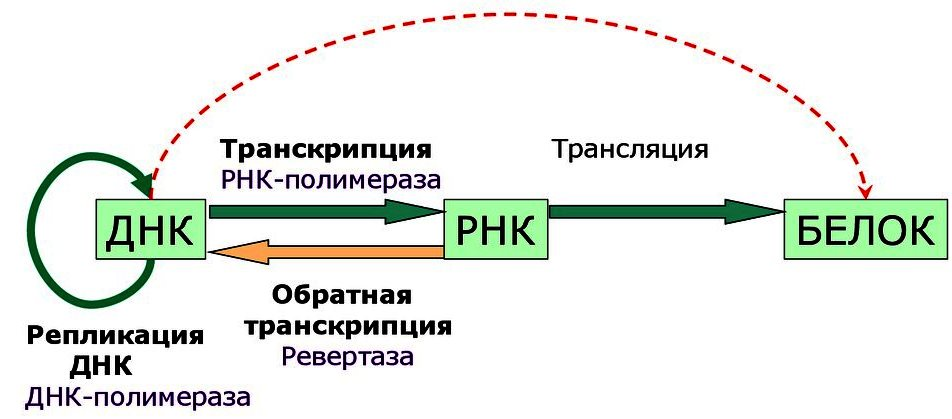 Транскрипция
РНК-полимераза
Трансляция
ДНК
РНК
БЕЛОК
Обратная
транскрипция
Ревертаза
Репликация
ДНК
ДНК-полимераза